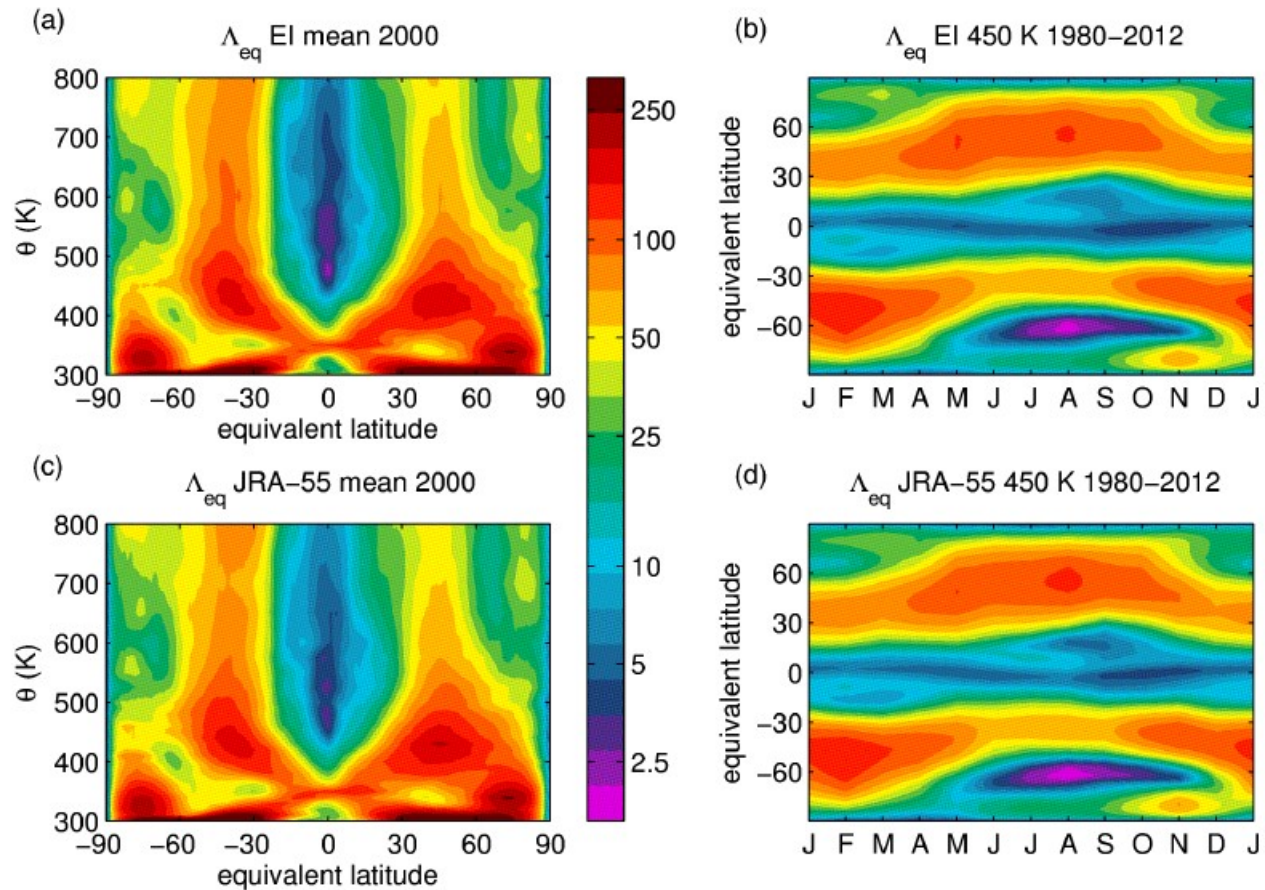 (a)
Λeq EI mean 2000
800
700
600
500
400
300
θ (K)
−90 −60 −30 0 30 60 90
equivalent latitude
250
100
50
25
10
5
2.5
(b)
Λeq EI 450 K 1980−2012
60
30
0
−30
−60
equivalent latitude
J F M A M J J A S O N D J
(c)
Λeq JRA−55 mean 2000
800
700
600
500
400
300
θ (K)
−90 −60 −30 0 30 60 90
equivalent latitude
(d)
Λeq JRA−55 450 K 1980−2012
60
30
0
−30
−60
equivalent latitude
J F M A M J J A S O N D J